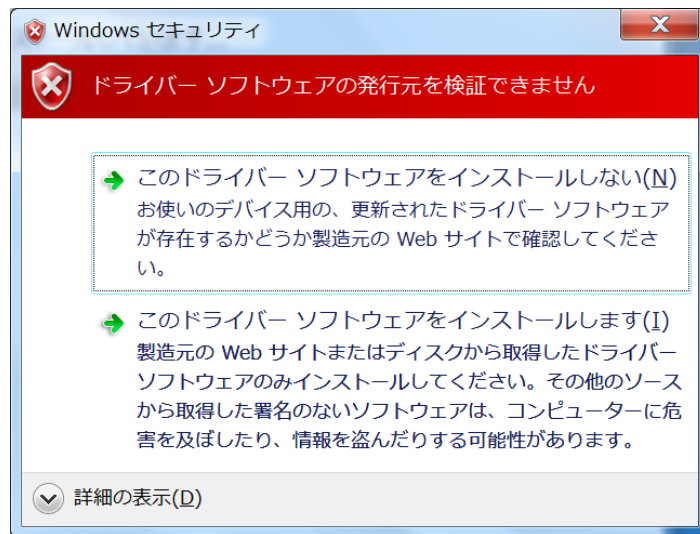 Windows セキュリティ
ドライバー ソフトウェアの発行元を検証できません
このドライバー ソフトウェアをインストールしない(N)
お使いのデバイス用の、更新されたドライバー ソフトウェア
が存在するかどうか製造元の Web サイトで確認してくださ
い。
このドライバー ソフトウェアをインストールします(I)
製造元の Web サイトまたはディスクから取得したドライバー
ソフトウェアのみインストールしてください。その他のソース
から取得した署名のないソフトウェアは、コンピューターに危
害を及ぼしたり、情報を盗んだりする可能性があります。
詳細の表示(D)